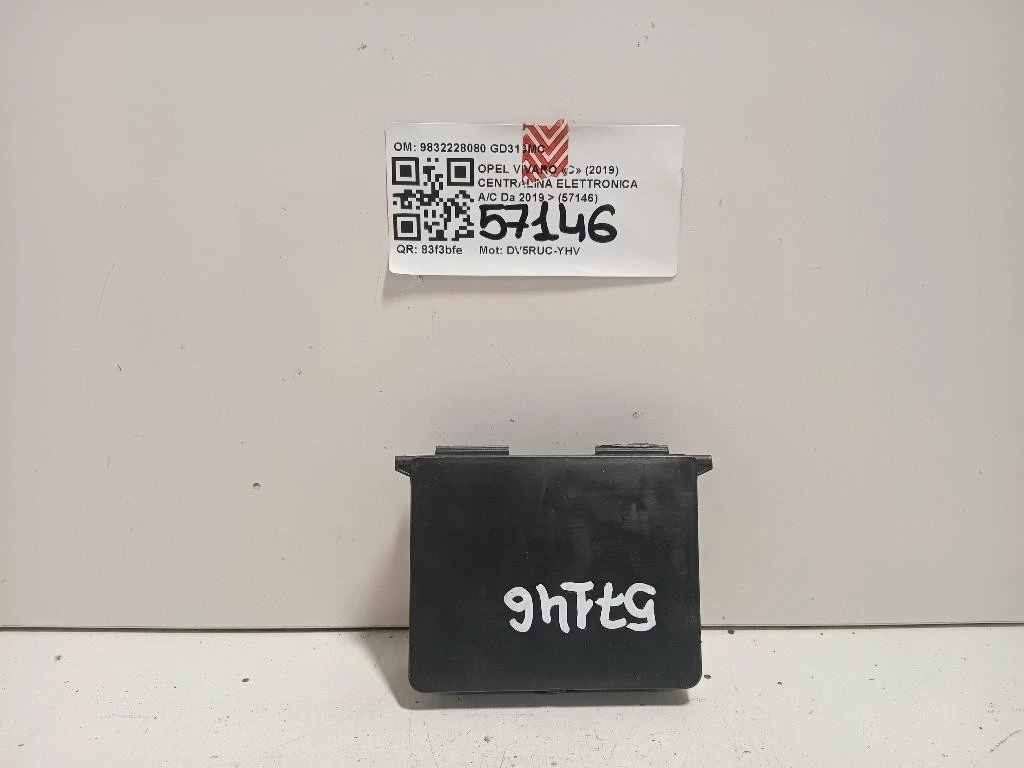 OM: 9832228080 GD313MC
OPEL VIVARO «C» (2019)
CENTRALINA ELETTRONICA
A/C Da 2019 > (57146)
57146
QR: 83f3bfe Mot: DV5RUC-YHV
57146